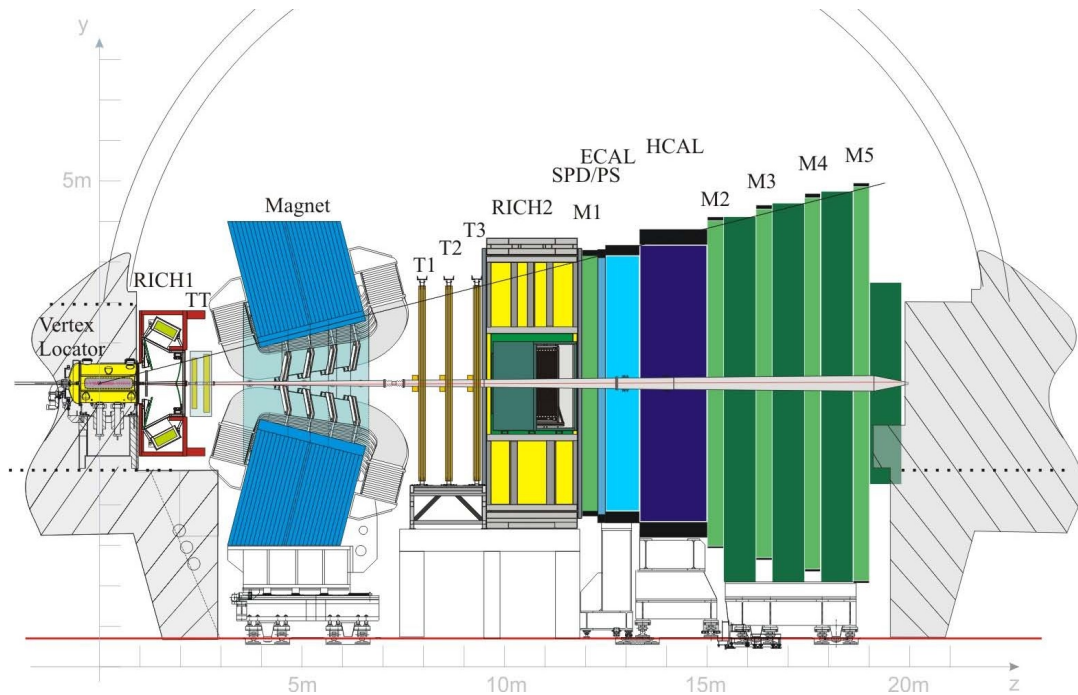 y
5m
ECAL
HCAL
SPD/PS
M1
M2
M3
M4
M5
Magnet
RICH2
T1
T2
T3
RICH1
TT
Vertex
Locator
5m
10m
15m
20m
z